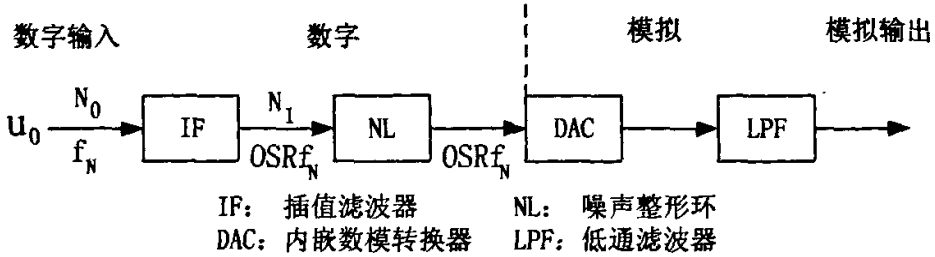 数字输入 数字 模拟 模拟输出
u₀ N₀ IF N₁ NL DAC LPF
f_N OSRf_N OSRf_N
IF: 插值滤波器 NL: 噪声整形环
DAC: 内嵌数模转换器 LPF: 低通滤波器